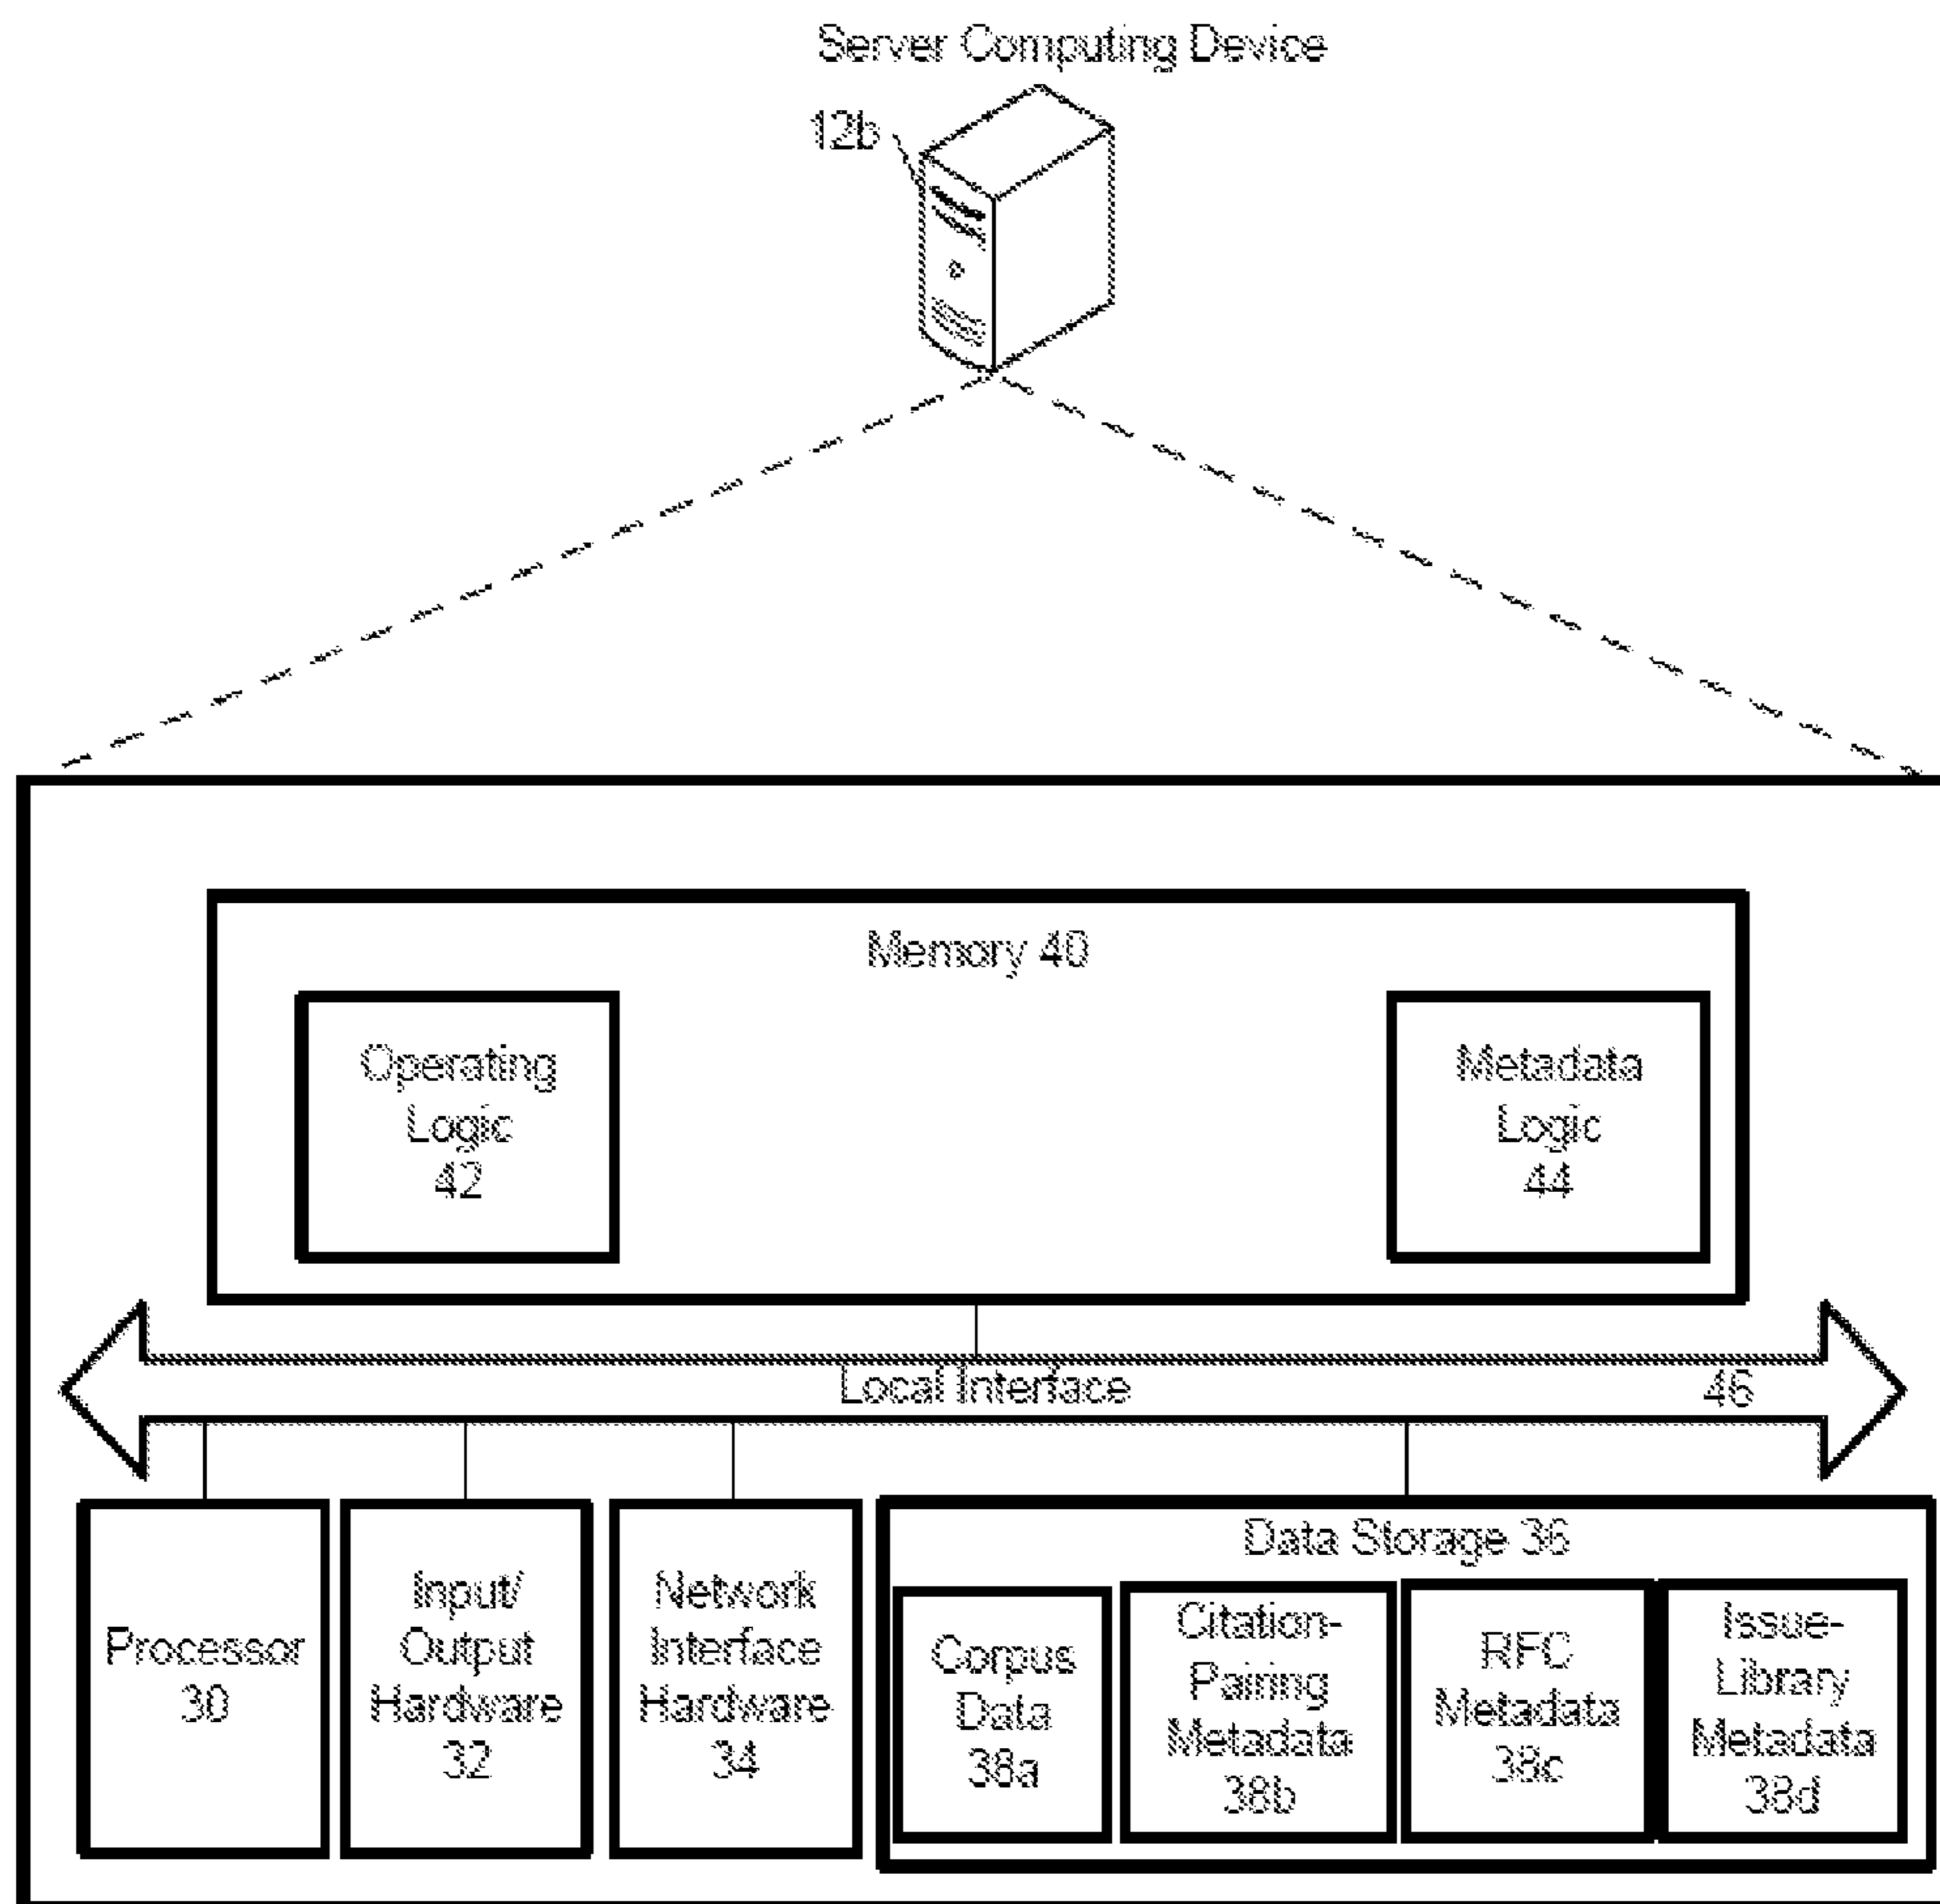 Server Computing Device
12b
Memory 40
Operating
Logic
42
Metadata
Logic
44
Local Interface
46
Processor
30
Input/
Output
Hardware
32
Network
Interface
Hardware
34
Data Storage 36
Corpus
Data
38a
Citation-
Pairing
Metadata
38b
RFC
Metadata
38c
Issue-
Library
Metadata
38d